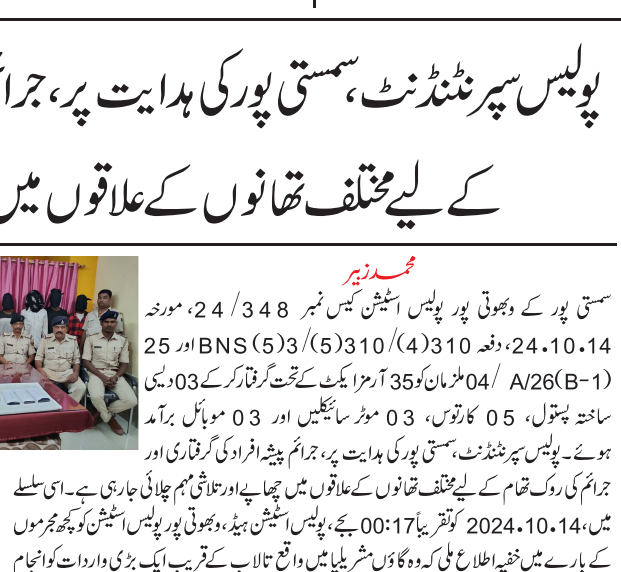 پولیس سپرنٹنڈنٹ، سمستی پور کی ہدایت پر، جرا
کے لیے مختلف تھانوں کے علاقوں میں
محمد زبیر
سمستی پور کے وبھوتی پور پولیس اسٹیشن کیس نمبر 348/24، مورخہ
24.10.14، دفعہ 310(4)/310(5)/3(5) BNS اور 25
(1-B)A/26 /04 ملزمان کو 35 آرمز ایکٹ کے تحت گرفتار کر کے 03 دیسی
ساختہ پستول، 05 کارتوس، 03 موٹر سائیکلیں اور 03 موبائل برآمد
ہوئے۔ پولیس سپرنٹنڈنٹ، سمستی پور کی ہدایت پر، جرائم پیشہ افراد کی گرفتاری اور
جرائم کی روک تھام کے لیے مختلف تھانوں کے علاقوں میں چھاپے اور تلاشی مہم چلائی جا رہی ہے۔ اسی سلسلے
میں، 2024.10.14 کو تقریباً 00:17 بجے، پولیس اسٹیشن ہیڈ، وبھوتی پور پولیس اسٹیشن کو کچھ مجرموں
کے بارے میں خفیہ اطلاع ملی کہ وہ گاؤں مشریلیا میں واقع تالاب کے قریب ایک بڑی واردات کو انجام